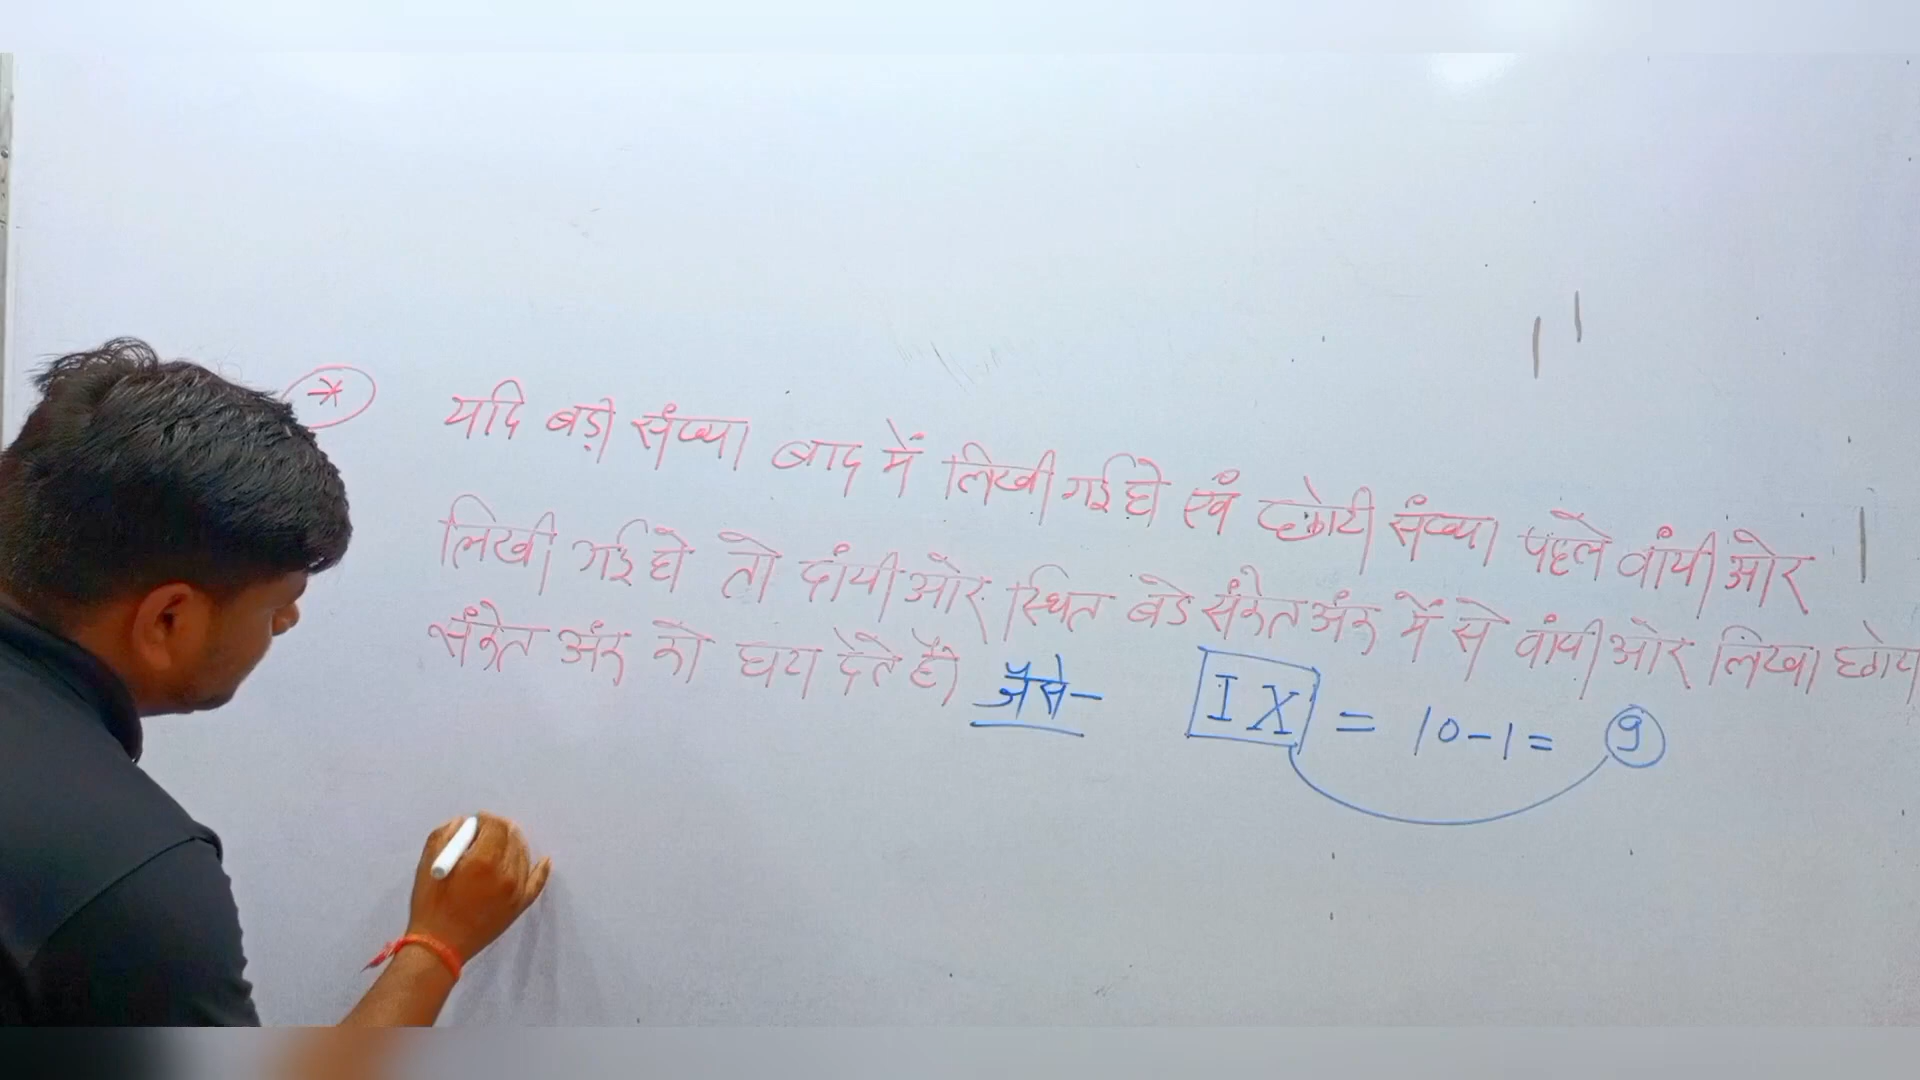 * यदि बड़ी संख्या बाद में लिखी गई हो एवं छोटी संख्या पहले बांयी ओर
लिखी गई हो तो दांयी ओर स्थित बडे संकेत अंक में से बांयी ओर लिखा छोटा
संकेत अंक को घटा देते है। जैसे- IX = 10-1= 9